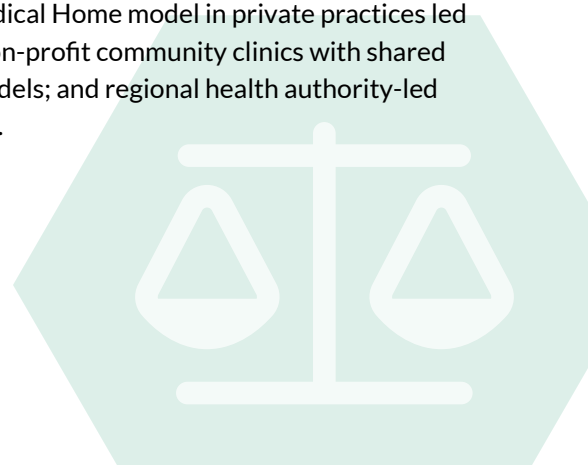 dical Home model in private practices led
n-profit community clinics with shared
dels; and regional health authority-led
.